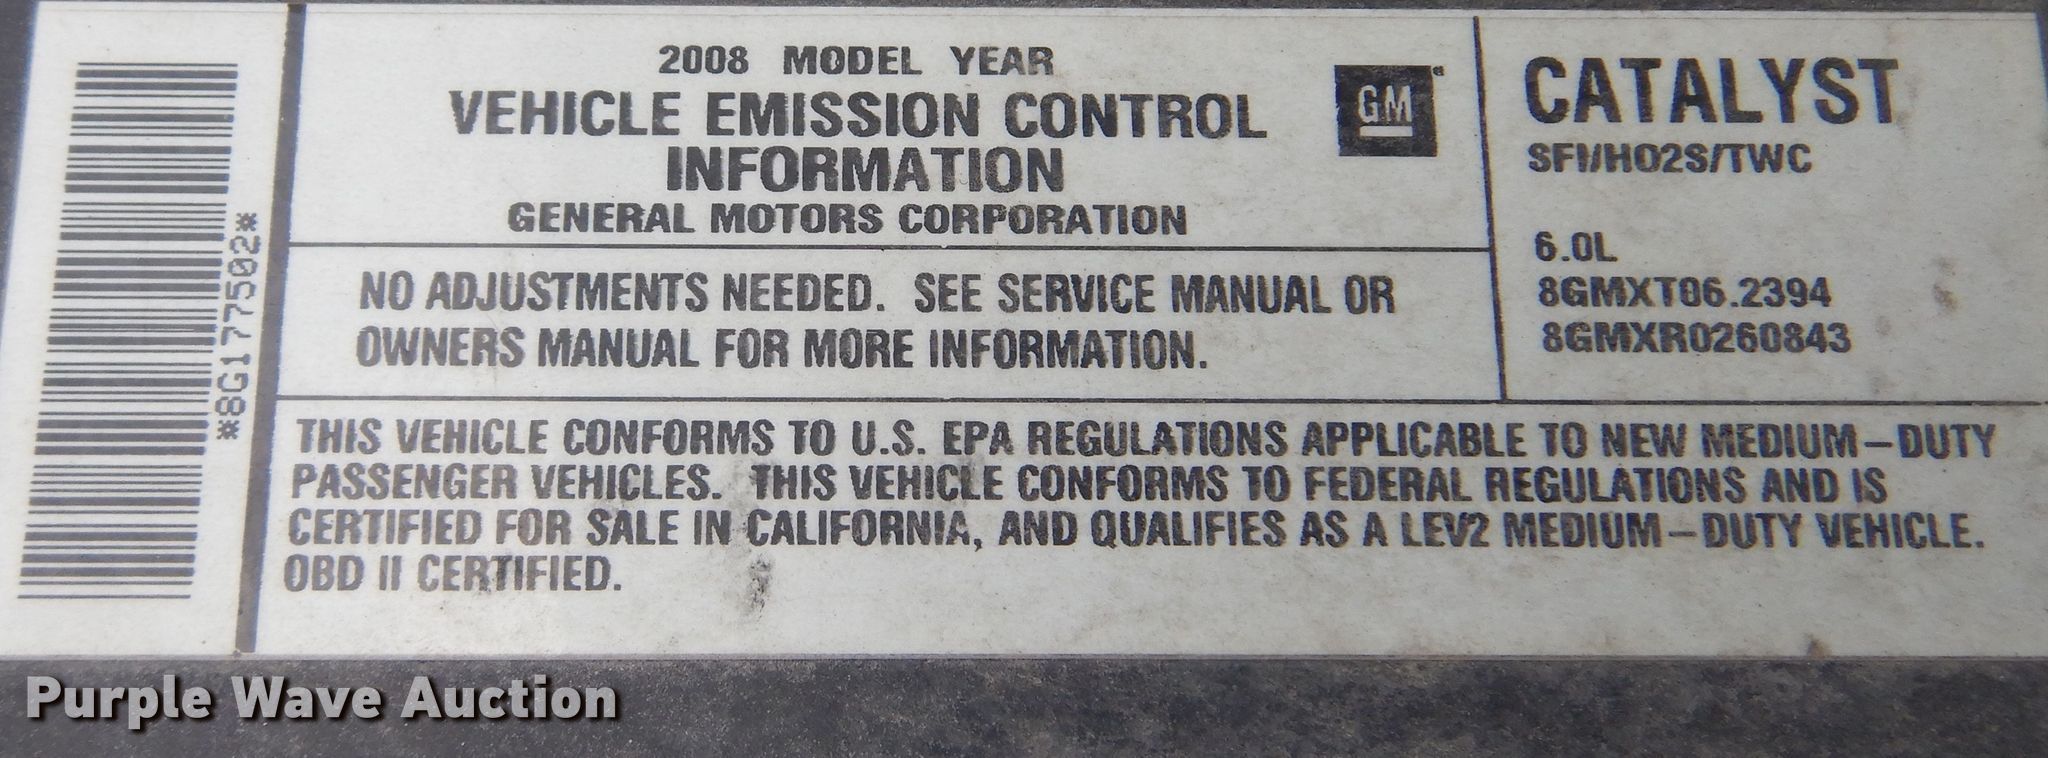 *8G177502*
2008 MODEL YEAR
VEHICLE EMISSION CONTROL
INFORMATION
GENERAL MOTORS CORPORATION
GM
NO ADJUSTMENTS NEEDED. SEE SERVICE MANUAL OR
OWNERS MANUAL FOR MORE INFORMATION.
CATALYST
SFI/HO2S/TWC
6.0L
8GMXT06.2394
8GMXR0260843
THIS VEHICLE CONFORMS TO U.S. EPA REGULATIONS APPLICABLE TO NEW MEDIUM-DUTY
PASSENGER VEHICLES. THIS VEHICLE CONFORMS TO FEDERAL REGULATIONS AND IS
CERTIFIED FOR SALE IN CALIFORNIA, AND QUALIFIES AS A LEV2 MEDIUM-DUTY VEHICLE.
OBD II CERTIFIED.
Purple Wave Auction